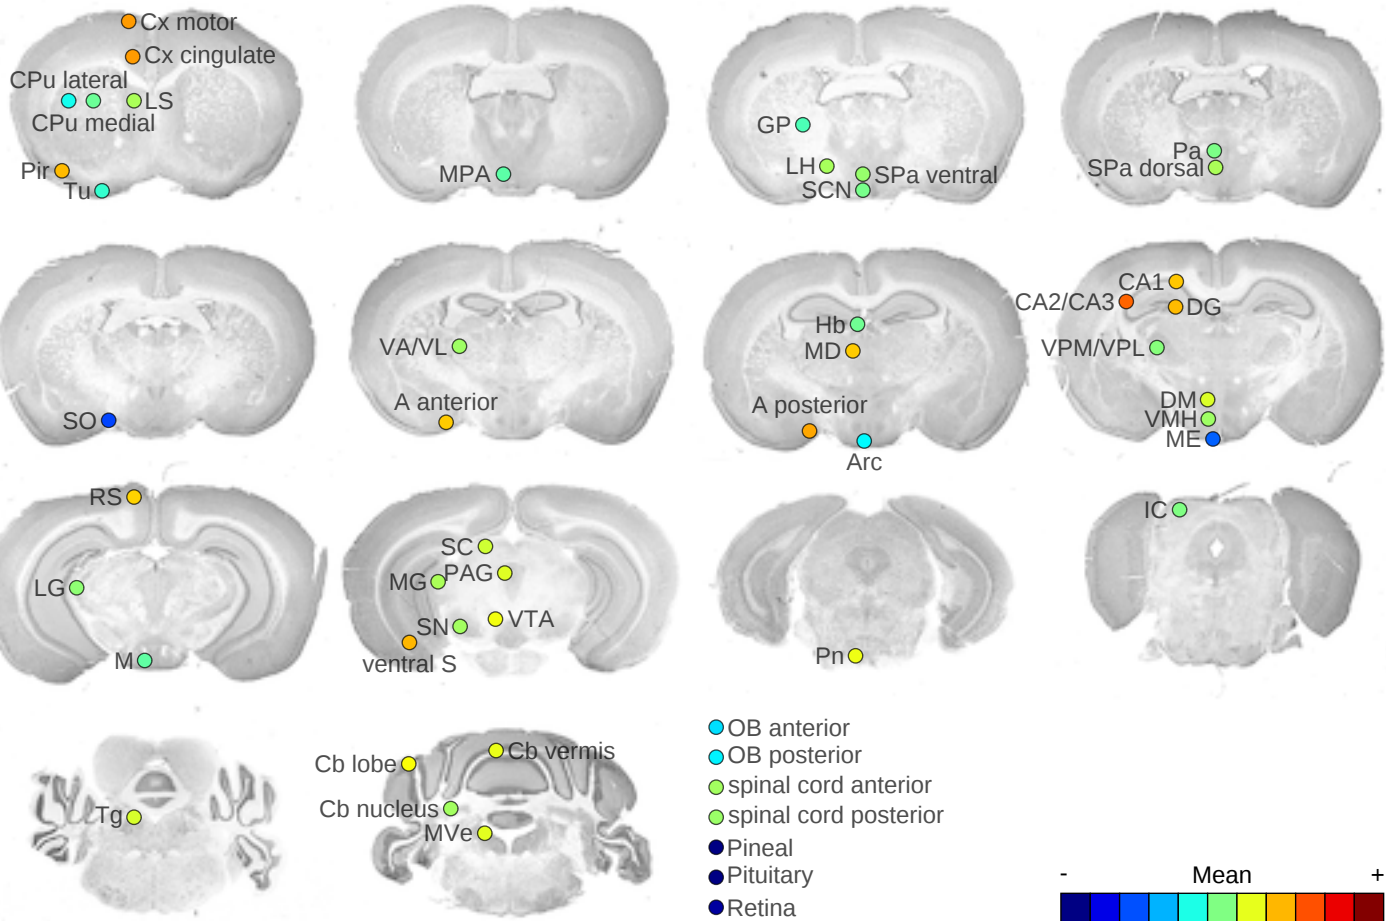 Cx motor
Cx cingulate
CPu lateral
LS
CPu medial
Pir
Tu
MPA
GP
LH
SPa ventral
SCN
Pa
SPa dorsal
SO
VA/VL
A anterior
Hb
MD
A posterior
Arc
CA1
CA2/CA3
DG
VPM/VPL
DM
VMH
ME
RS
LG
M
SC
MG
PAG
SN
VTA
ventral S
Pn
IC
Tg
Cb lobe
Cb vermis
Cb nucleus
MVe
OB anterior
OB posterior
spinal cord anterior
spinal cord posterior
Pineal
Pituitary
Retina
- Mean +